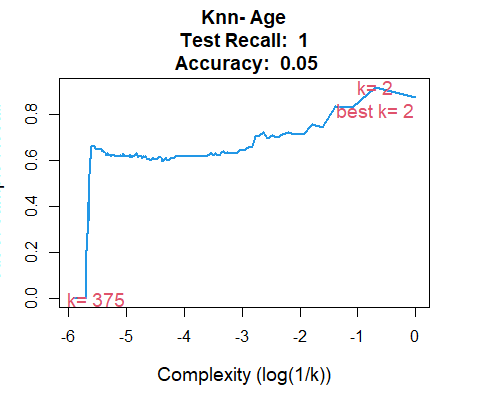 Knn- Age
Test Recall:  1
Accuracy:  0.05
k= 2
best k= 2
k= 375
0.0
0.2
0.4
0.6
0.8
-6
-5
-4
-3
-2
-1
0
Complexity (log(1/k))